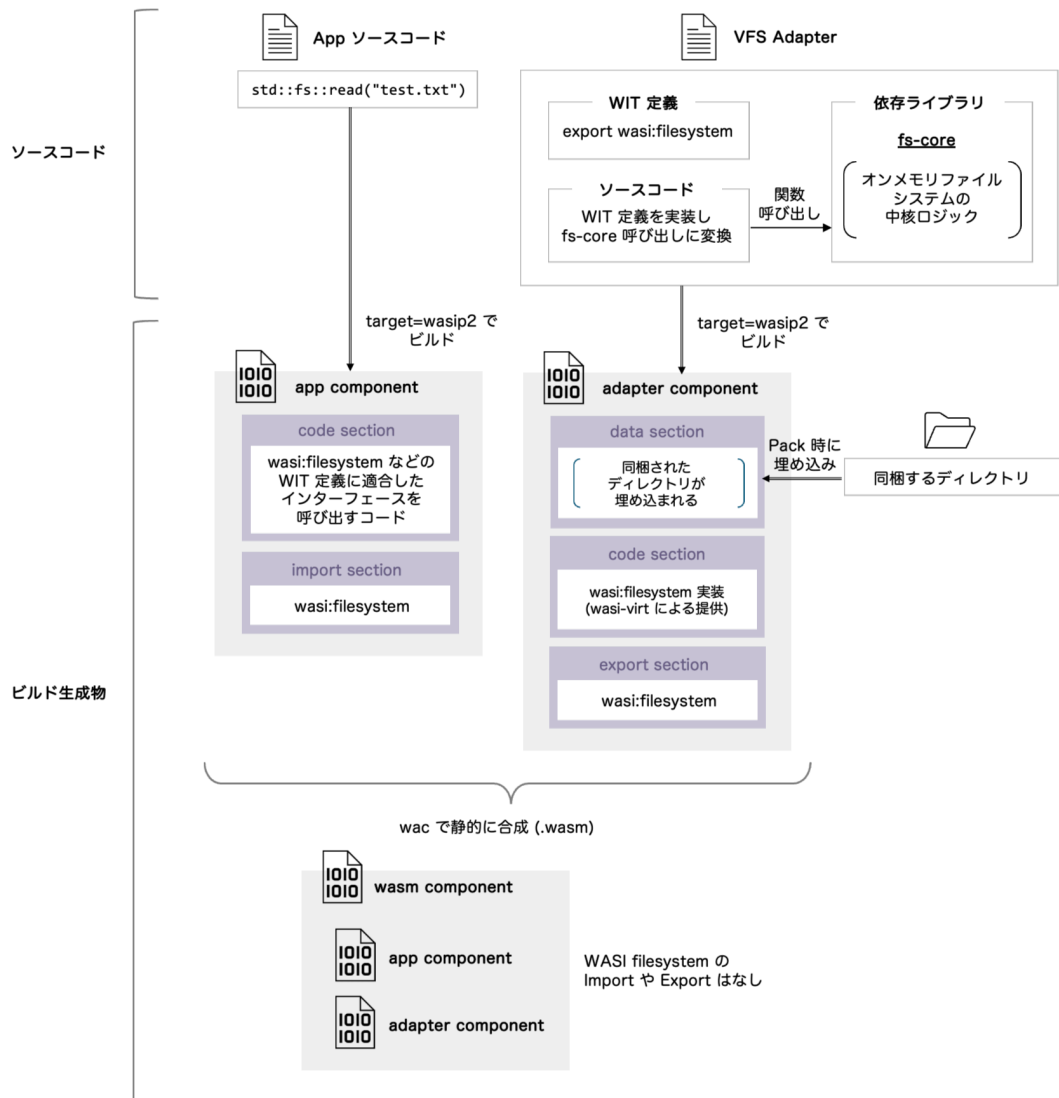 App ソースコード
std::fs::read("test.txt")
VFS Adapter
WIT 定義
export wasi:filesystem
依存ライブラリ
fs-core
オンメモリファイル
システムの
中核ロジック
ソースコード
WIT 定義を実装し
fs-core 呼び出しに変換
関数
呼び出し
ソースコード
target=wasip2 で
ビルド
target=wasip2 で
ビルド
1010
1010
app component
code section
wasi:filesystem などの
WIT 定義に適合した
インターフェースを
呼び出すコード
import section
wasi:filesystem
1010
1010
adapter component
data section
同梱された
ディレクトリが
埋め込まれる
Pack 時に
埋め込み
同梱するディレクトリ
code section
wasi:filesystem 実装
(wasi-virt による提供)
export section
wasi:filesystem
ビルド生成物
wac で静的に合成 (.wasm)
1010
1010
wasm component
1010
1010
app component
1010
1010
adapter component
WASI filesystem の
Import や Export はなし